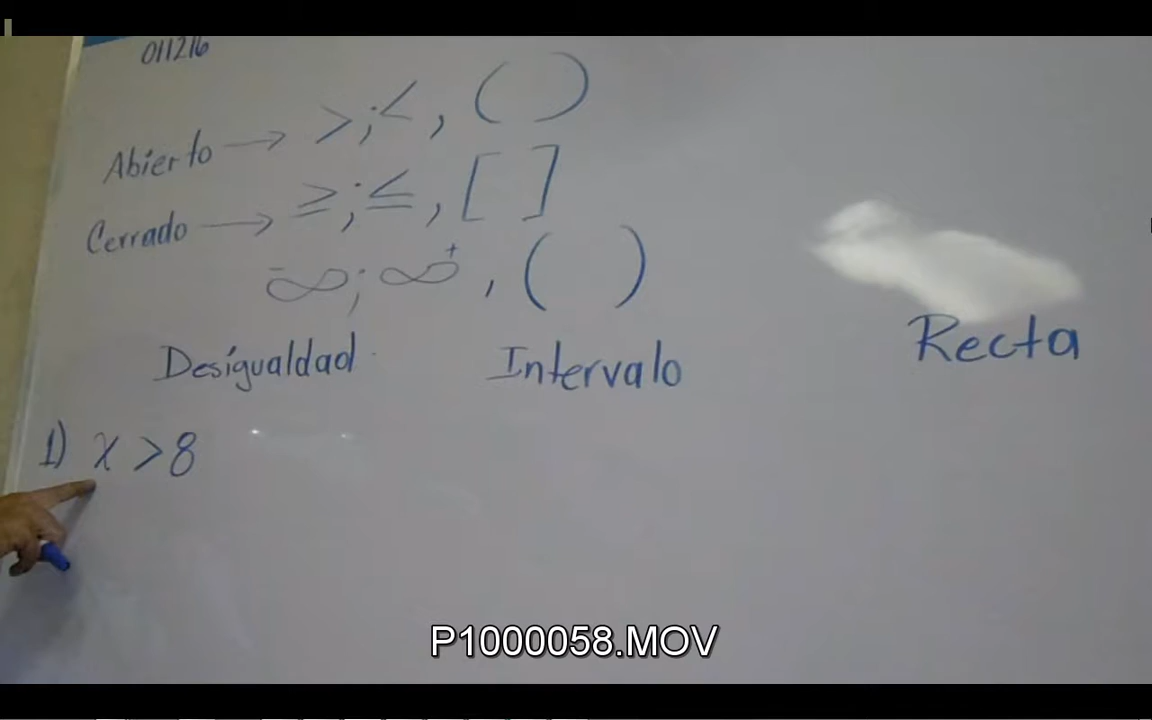 011216
Abierto → >;<, ( )
Cerrado → ≥;≤, [ ]
-∞;∞+, ( )
Desigualdad Intervalo Recta
1) x >8
P1000058.MOV